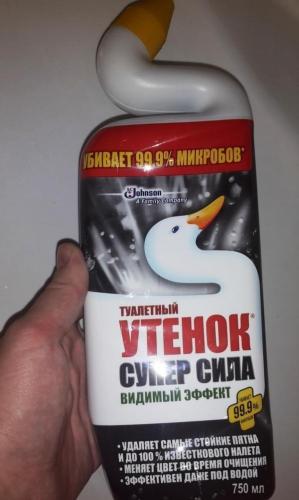 УБИВАЕТ 99.9% МИКРОБОВ*
SC Johnson
A Family Company
ТУАЛЕТНЫЙ
УТЕНОК®
СУПЕР СИЛА
ВИДИМЫЙ ЭФФЕКТ
99.9%
• УДАЛЯЕТ САМЫЕ СТОЙКИЕ ПЯТНА
И ДО 100% ИЗВЕСТКОВОГО НАЛЕТА
• МЕНЯЕТ ЦВЕТ ВО ВРЕМЯ ОЧИЩЕНИЯ
• ЭФФЕКТИВЕН ДАЖЕ ПОД ВОДОЙ
750 мл